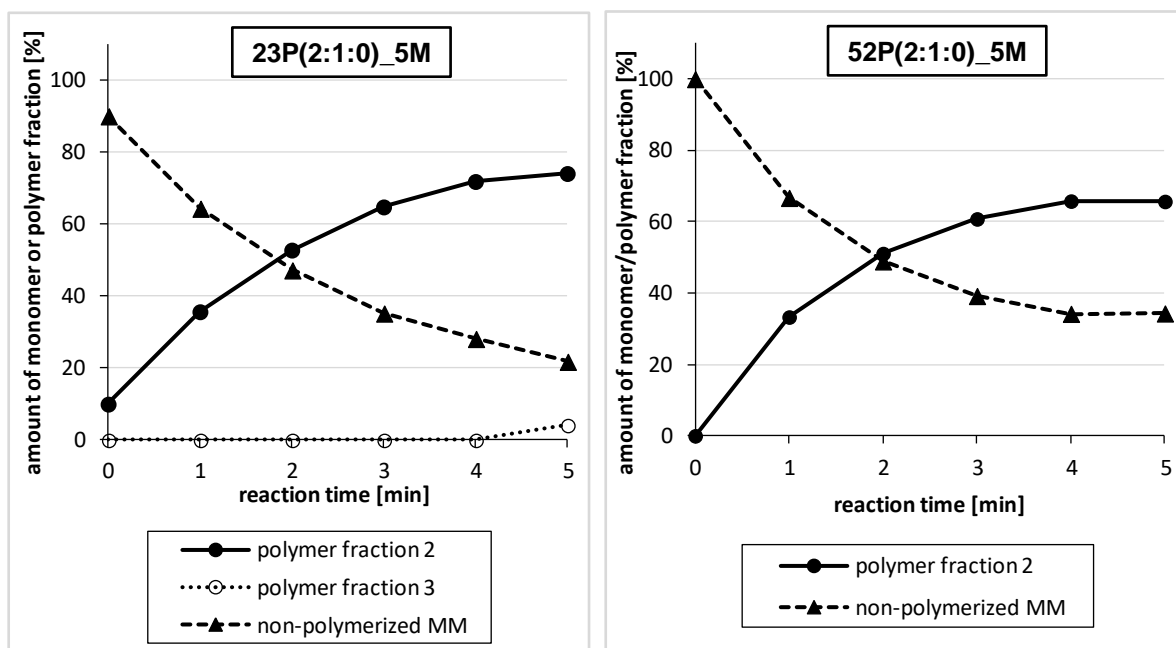 23P(2:1:0)_5M
amount of monomer or polymer fraction [%]
100
80
60
40
20
0
0 1 2 3 4 5
reaction time [min]
polymer fraction 2
polymer fraction 3
non-polymerized MM
52P(2:1:0)_5M
amount of monomer/polymer fraction [%]
100
80
60
40
20
0
0 1 2 3 4 5
reaction time [min]
polymer fraction 2
non-polymerized MM